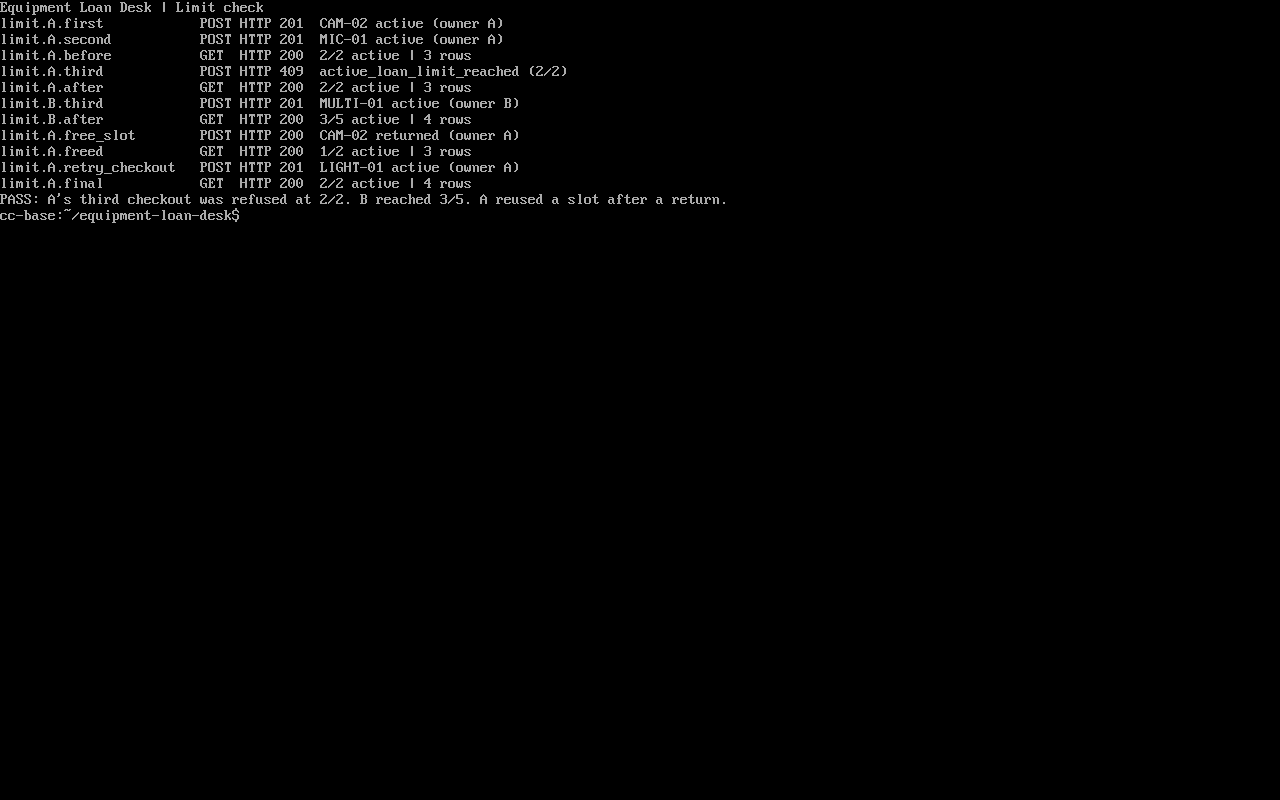 Equipment Loan Desk | Limit check
limit.A.first            POST HTTP 201  CAM-02 active (owner A)
limit.A.second           POST HTTP 201  MIC-01 active (owner A)
limit.A.before           GET  HTTP 200  2/2 active | 3 rows
limit.A.third            POST HTTP 409  active_loan_limit_reached (2/2)
limit.A.after            GET  HTTP 200  2/2 active | 3 rows
limit.B.third            POST HTTP 201  MULTI-01 active (owner B)
limit.B.after            GET  HTTP 200  3/5 active | 4 rows
limit.A.free_slot        POST HTTP 200  CAM-02 returned (owner A)
limit.A.freed            GET  HTTP 200  1/2 active | 3 rows
limit.A.retry_checkout   POST HTTP 201  LIGHT-01 active (owner A)
limit.A.final            GET  HTTP 200  2/2 active | 4 rows
PASS: A's third checkout was refused at 2/2. B reached 3/5. A reused a slot after a return.
cc-base:~/equipment-loan-desk$